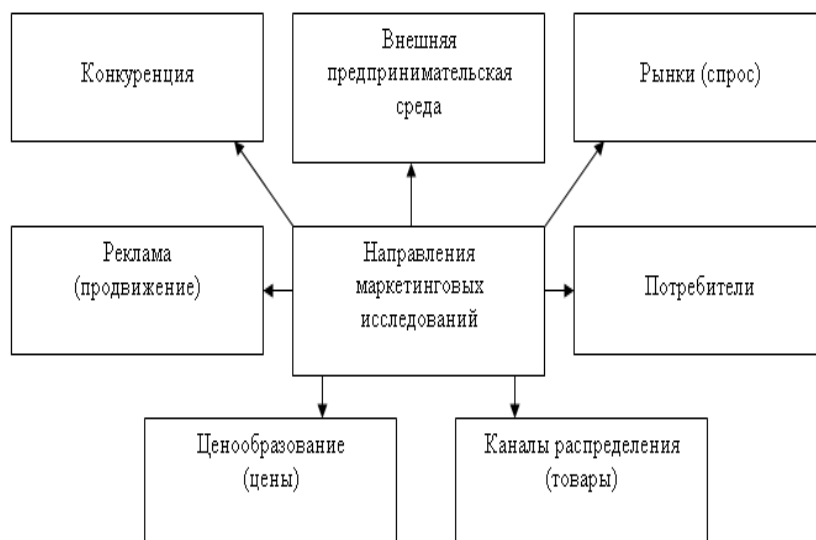 Конкуренция
Внешняя
предпринимательская
среда
Рынки (спрос)
Реклама
(продвижение)
Направления
маркетинговых
исследований
Потребители
Ценообразование
(цены)
Каналы распределения
(товары)